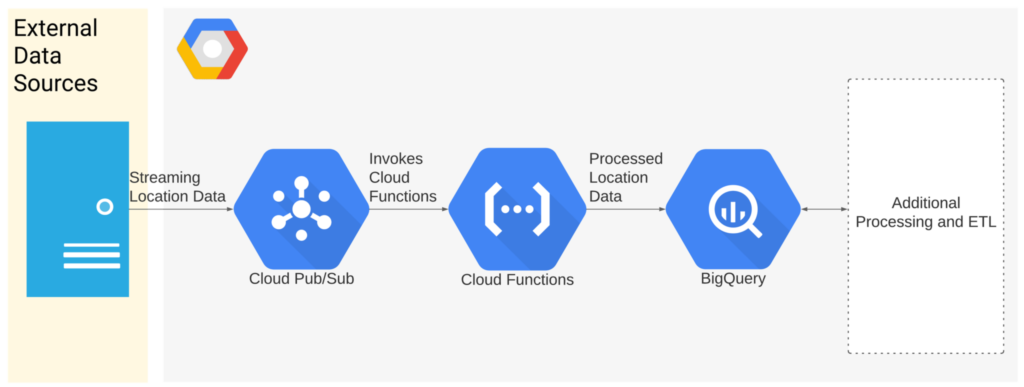 External
Data
Sources
Streaming
Location Data
Cloud Pub/Sub
Invokes
Cloud
Functions
Cloud Functions
Processed
Location
Data
BigQuery
Additional
Processing and ETL